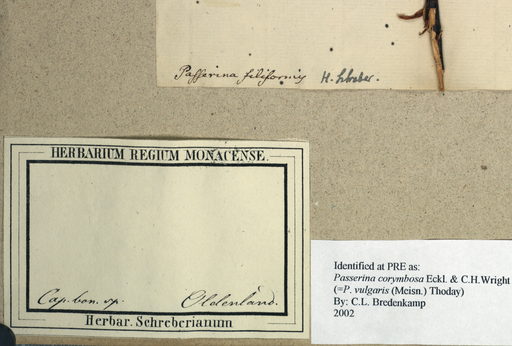 Passerina filiformis H. Schreber.
HERBARIUM REGIUM MONACENSE.
Cap. bon. sp. Oldenland.
Herbar. Schreberianum
Identified at PRE as:
Passerina corymbosa Eckl. & C.H.Wright
(=P. vulgaris (Meisn.) Thoday)
By: C.L. Bredenkamp
2002